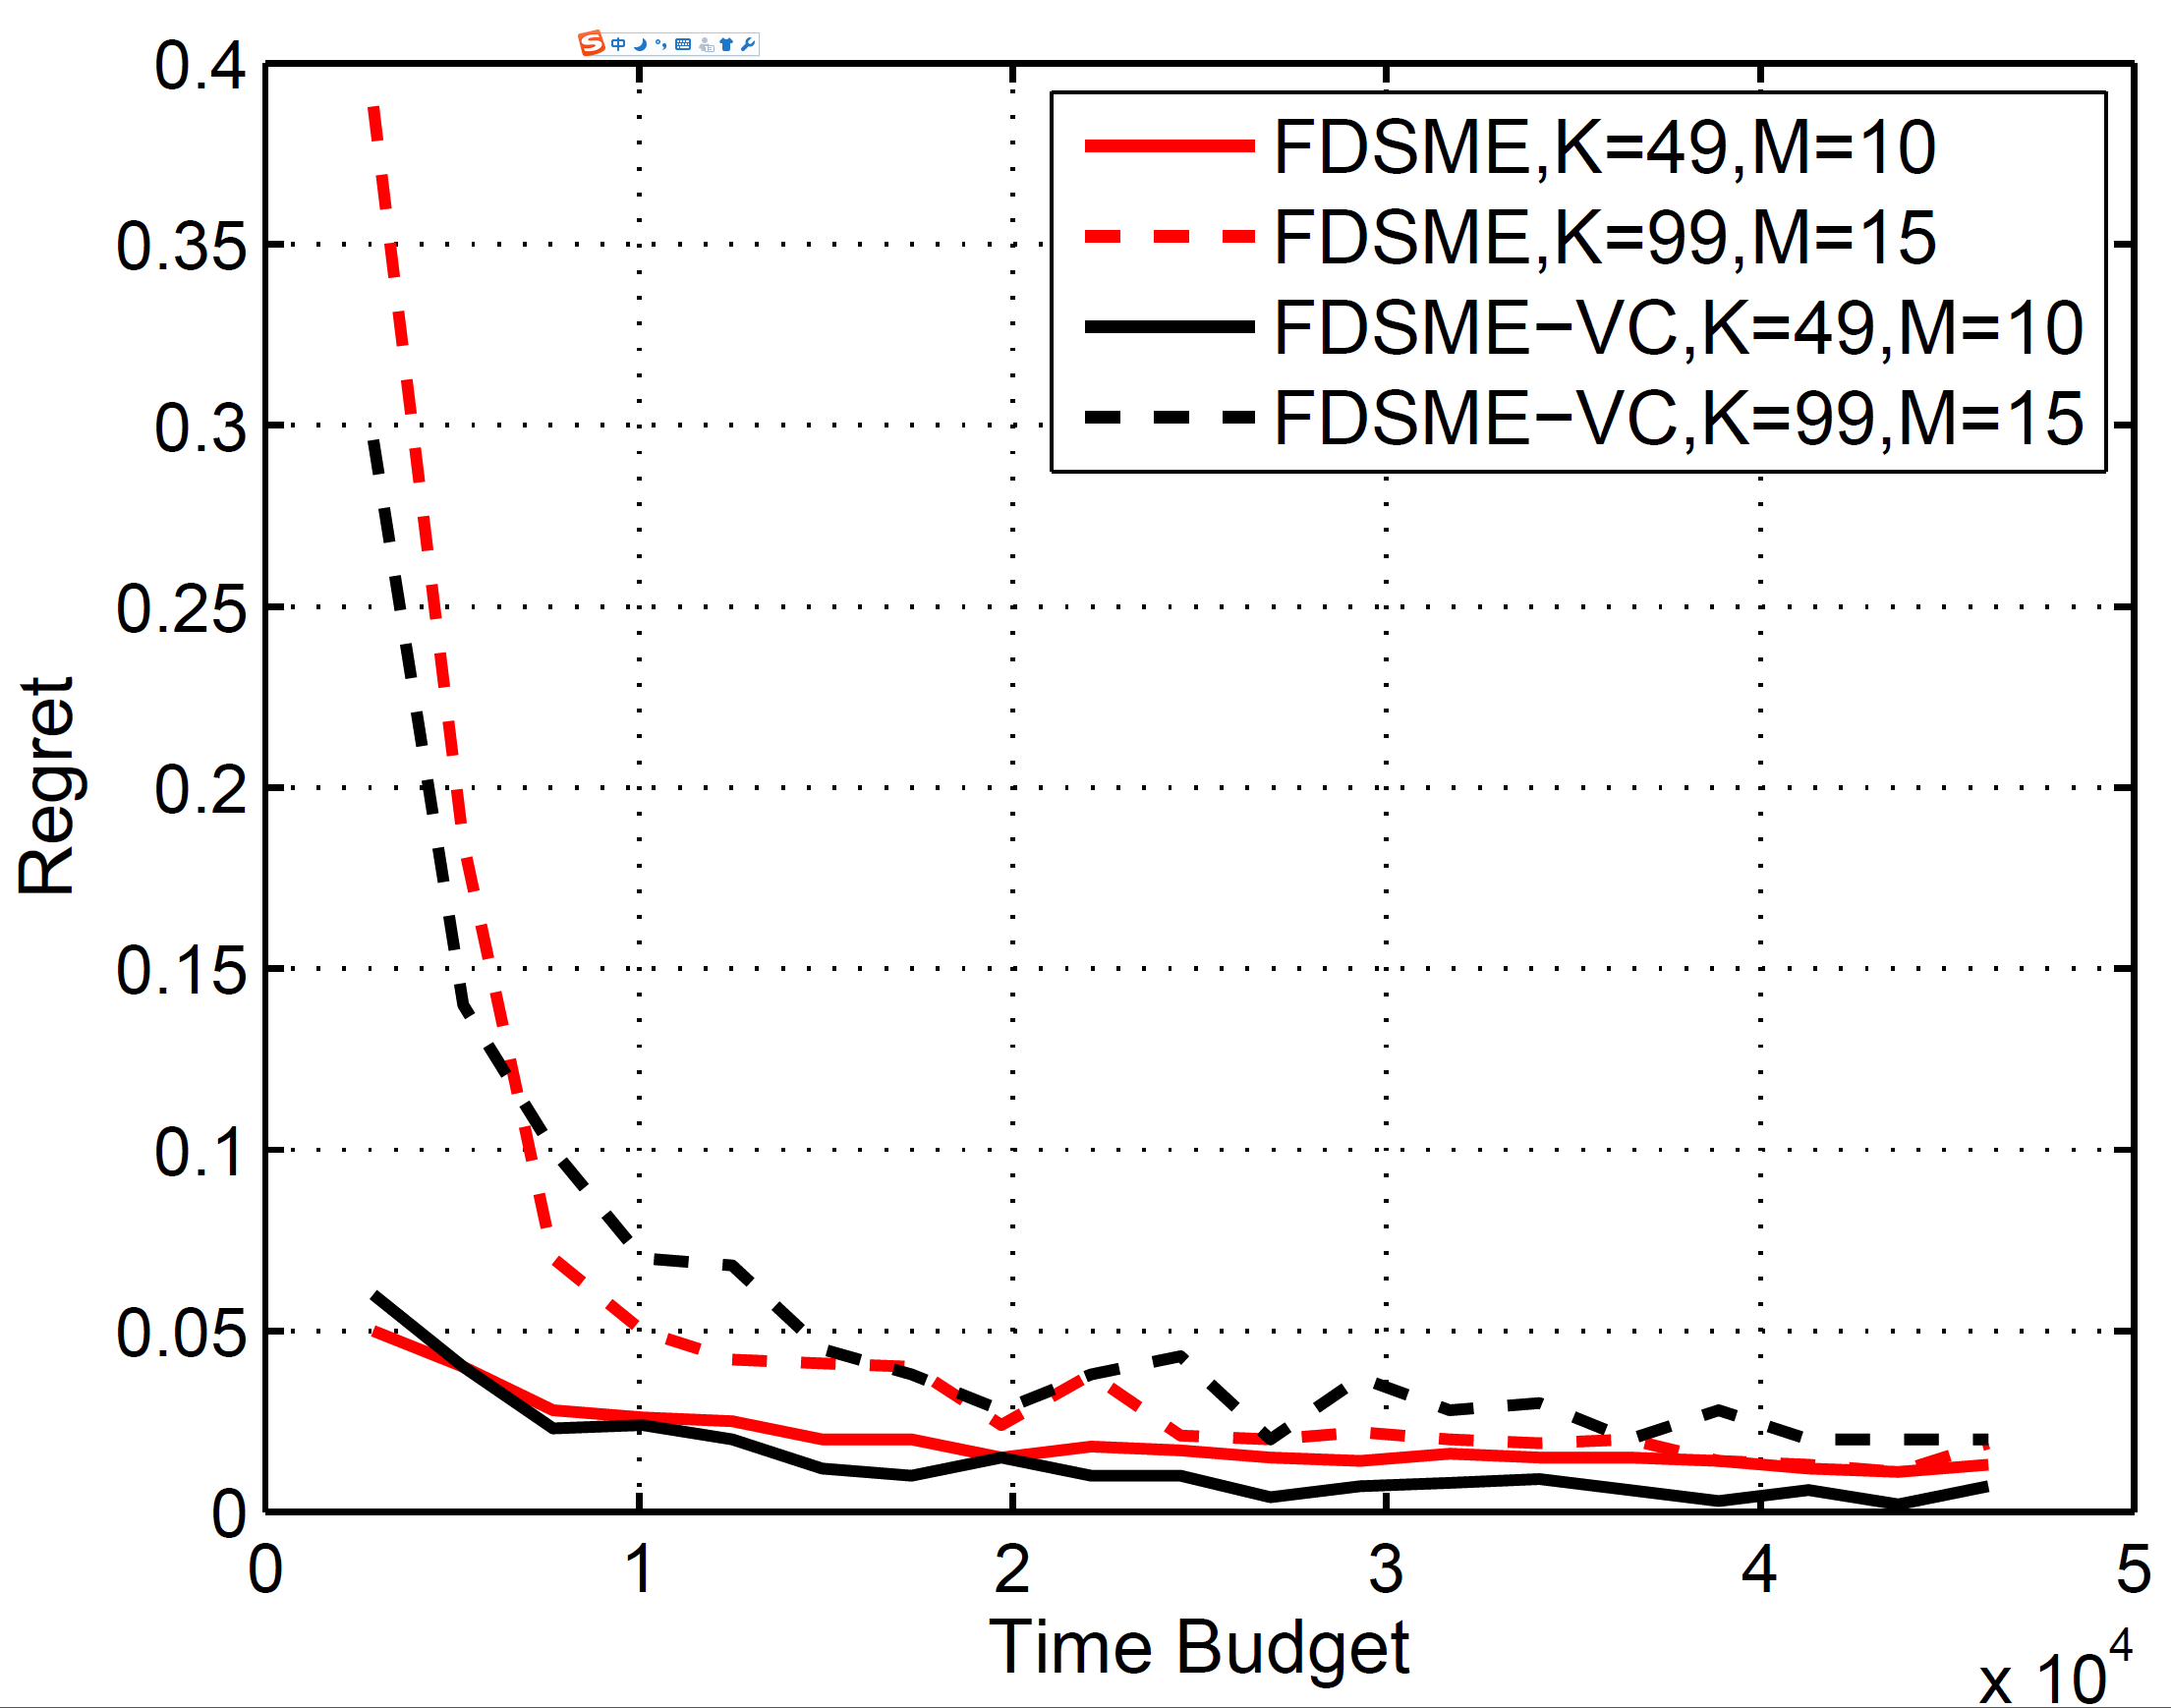 S 中
0.4
0.35
0.3
0.25
0.2
0.15
0.1
0.05
0
Regret
FDSME,K=49,M=10
FDSME,K=99,M=15
FDSME−VC,K=49,M=10
FDSME−VC,K=99,M=15
0 1 2 3 4 5
Time Budget
x 10⁴